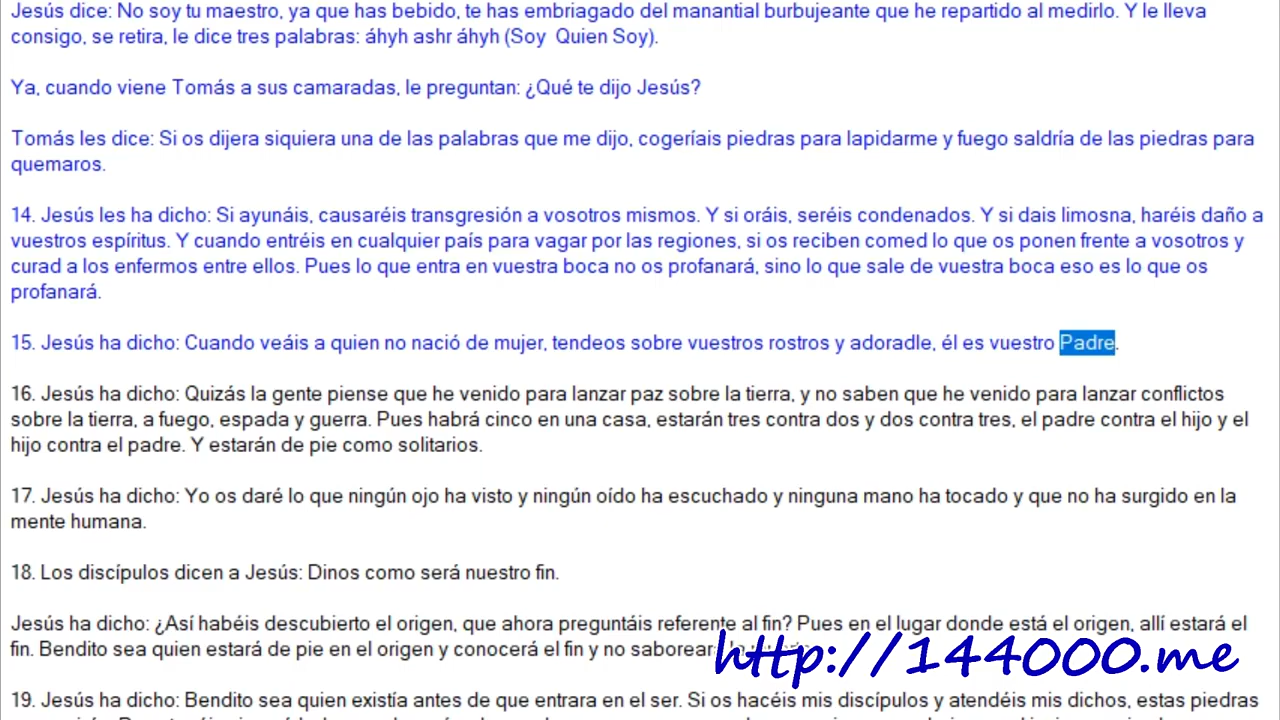 Jesús dice: No soy tu maestro, ya que has bebido, te has embriagado del manantial burbujeante que he repartido al medirlo. Y le lleva
consigo, se retira, le dice tres palabras: áhyh ashr áhyh (Soy Quien Soy).
Ya, cuando viene Tomás a sus camaradas, le preguntan: ¿Qué te dijo Jesús?
Tomás les dice: Si os dijera siquiera una de las palabras que me dijo, cogeríais piedras para lapidarme y fuego saldría de las piedras para
quemaros.
14. Jesús les ha dicho: Si ayunáis, causaréis transgresión a vosotros mismos. Y si oráis, seréis condenados. Y si dais limosna, haréis daño a
vuestros espíritus. Y cuando entréis en cualquier país para vagar por las regiones, si os reciben comed lo que os ponen frente a vosotros y
curad a los enfermos entre ellos. Pues lo que entra en vuestra boca no os profanará, sino lo que sale de vuestra boca eso es lo que os
profanará.
15. Jesús ha dicho: Cuando veáis a quien no nació de mujer, tendeos sobre vuestros rostros y adoradle, él es vuestro Padre.
16. Jesús ha dicho: Quizás la gente piense que he venido para lanzar paz sobre la tierra, y no saben que he venido para lanzar conflictos
sobre la tierra, a fuego, espada y guerra. Pues habrá cinco en una casa, estarán tres contra dos y dos contra tres, el padre contra el hijo y el
hijo contra el padre. Y estarán de pie como solitarios.
17. Jesús ha dicho: Yo os daré lo que ningún ojo ha visto y ningún oído ha escuchado y ninguna mano ha tocado y que no ha surgido en la
mente humana.
18. Los discípulos dicen a Jesús: Dinos como será nuestro fin.
Jesús ha dicho: ¿Así habéis descubierto el origen, que ahora preguntáis referente al fin? Pues en el lugar donde está el origen, allí estará el
fin. Bendito sea quien estará de pie en el origen y conocerá el fin y no
http://144000.me
19. Jesús ha dicho: Bendito sea quien existía antes de que entrara en el ser. Si os hacéis mis discípulos y atendéis mis dichos, estas piedras